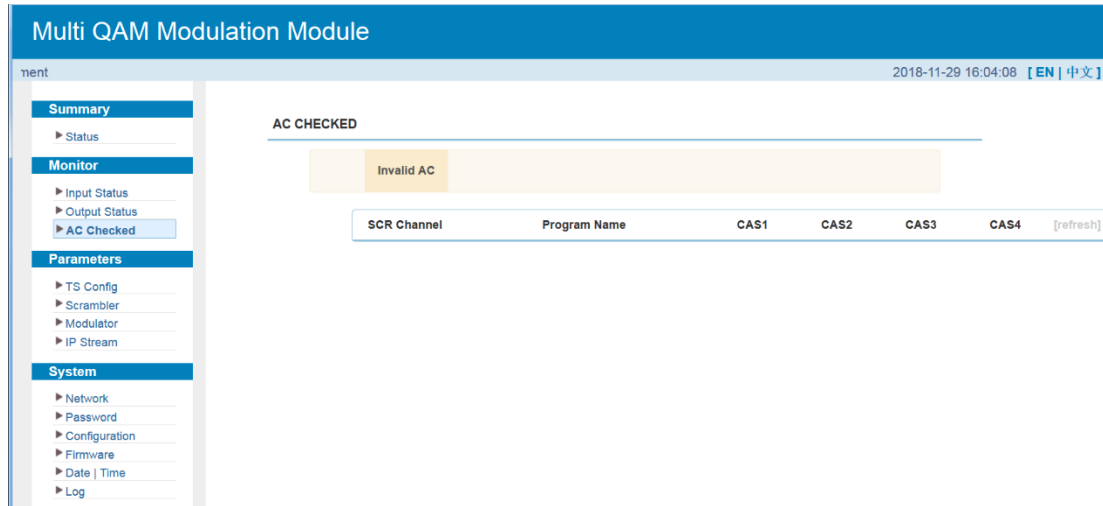 Multi QAM Modulation Module
ment
2018-11-29 16:04:08 [ EN | 中文 ]
Summary
Status
Monitor
Input Status
Output Status
AC Checked
Parameters
TS Config
Scrambler
Modulator
IP Stream
System
Network
Password
Configuration
Firmware
Date | Time
Log
AC CHECKED
Invalid AC
SCR Channel Program Name CAS1 CAS2 CAS3 CAS4 [refresh]